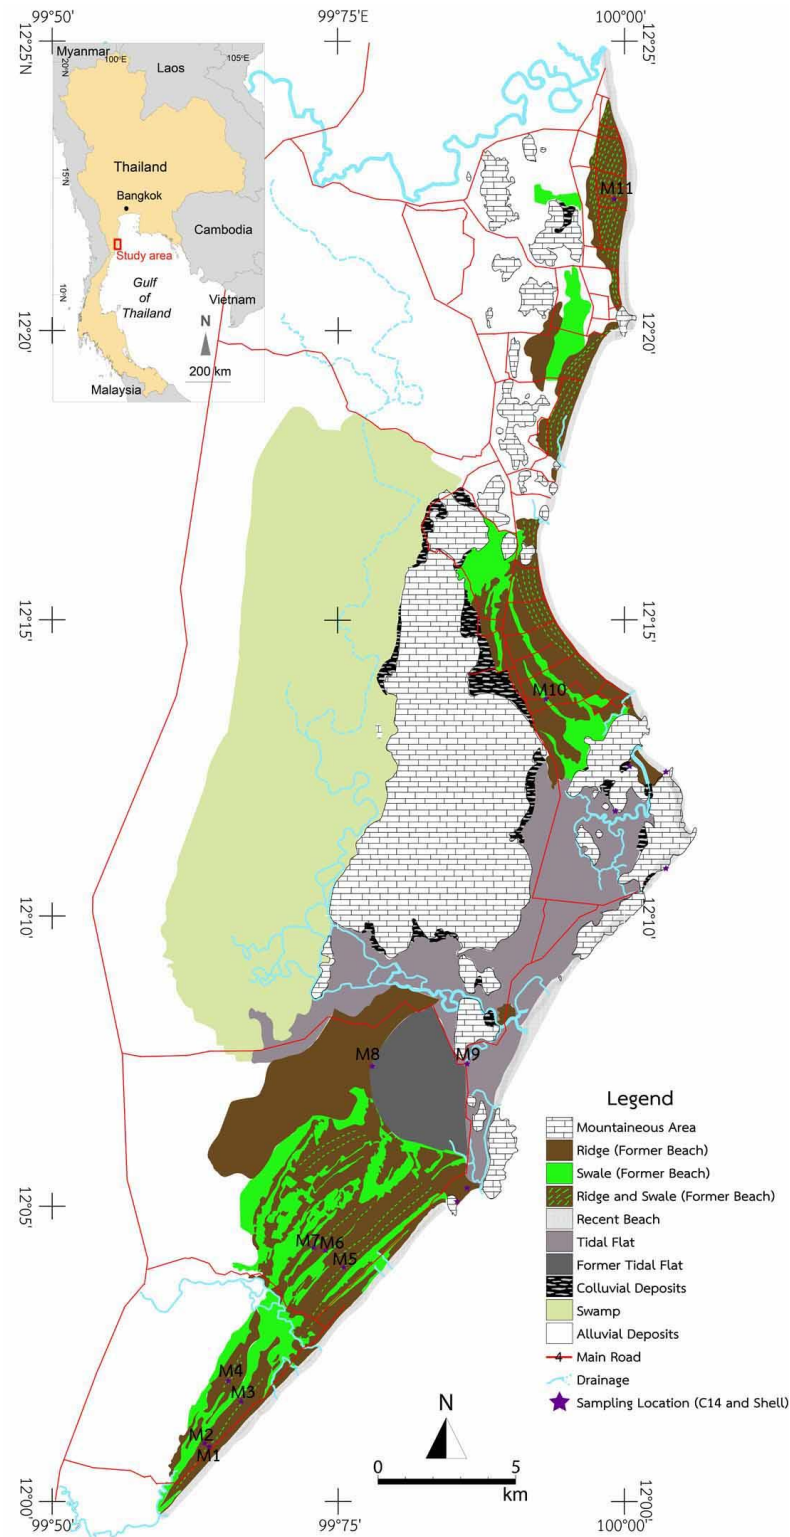 99°50' 99°75'E 100°00'
12°25'N 12°25'
Myanmar
20°N
100°E
105°E
Laos
Thailand
15°N
Bangkok
Cambodia
Study area
Gulf
of
Thailand
10°N
Vietnam
N
200 km
Malaysia
M11
12°20' 12°20'
12°15' 12°15'
M10
12°10' 12°10'
M8 M9
12°05' 12°05'
M7 M6
M5
M4
M3
M2
M1
Legend
Mountaineous Area
Ridge (Former Beach)
Swale (Former Beach)
Ridge and Swale (Former Beach)
Recent Beach
Tidal Flat
Former Tidal Flat
Colluvial Deposits
Swamp
Alluvial Deposits
4 Main Road
Drainage
Sampling Location (C14 and Shell)
N
0 5
km
12°00' 12°00'
99°50' 99°75'E 100°00'